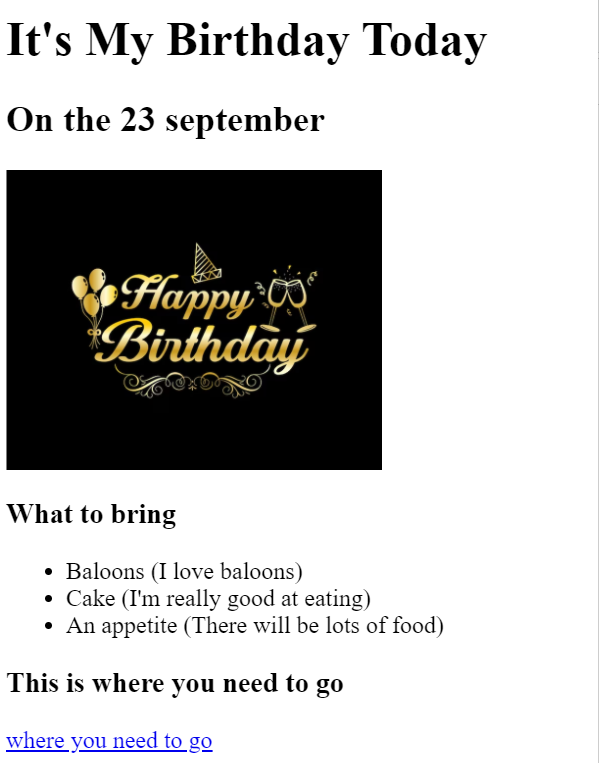 It's My Birthday Today
On the 23 september
Happy
Birthday
What to bring
Baloons (I love baloons)
Cake (I'm really good at eating)
An appetite (There will be lots of food)
This is where you need to go
where you need to go